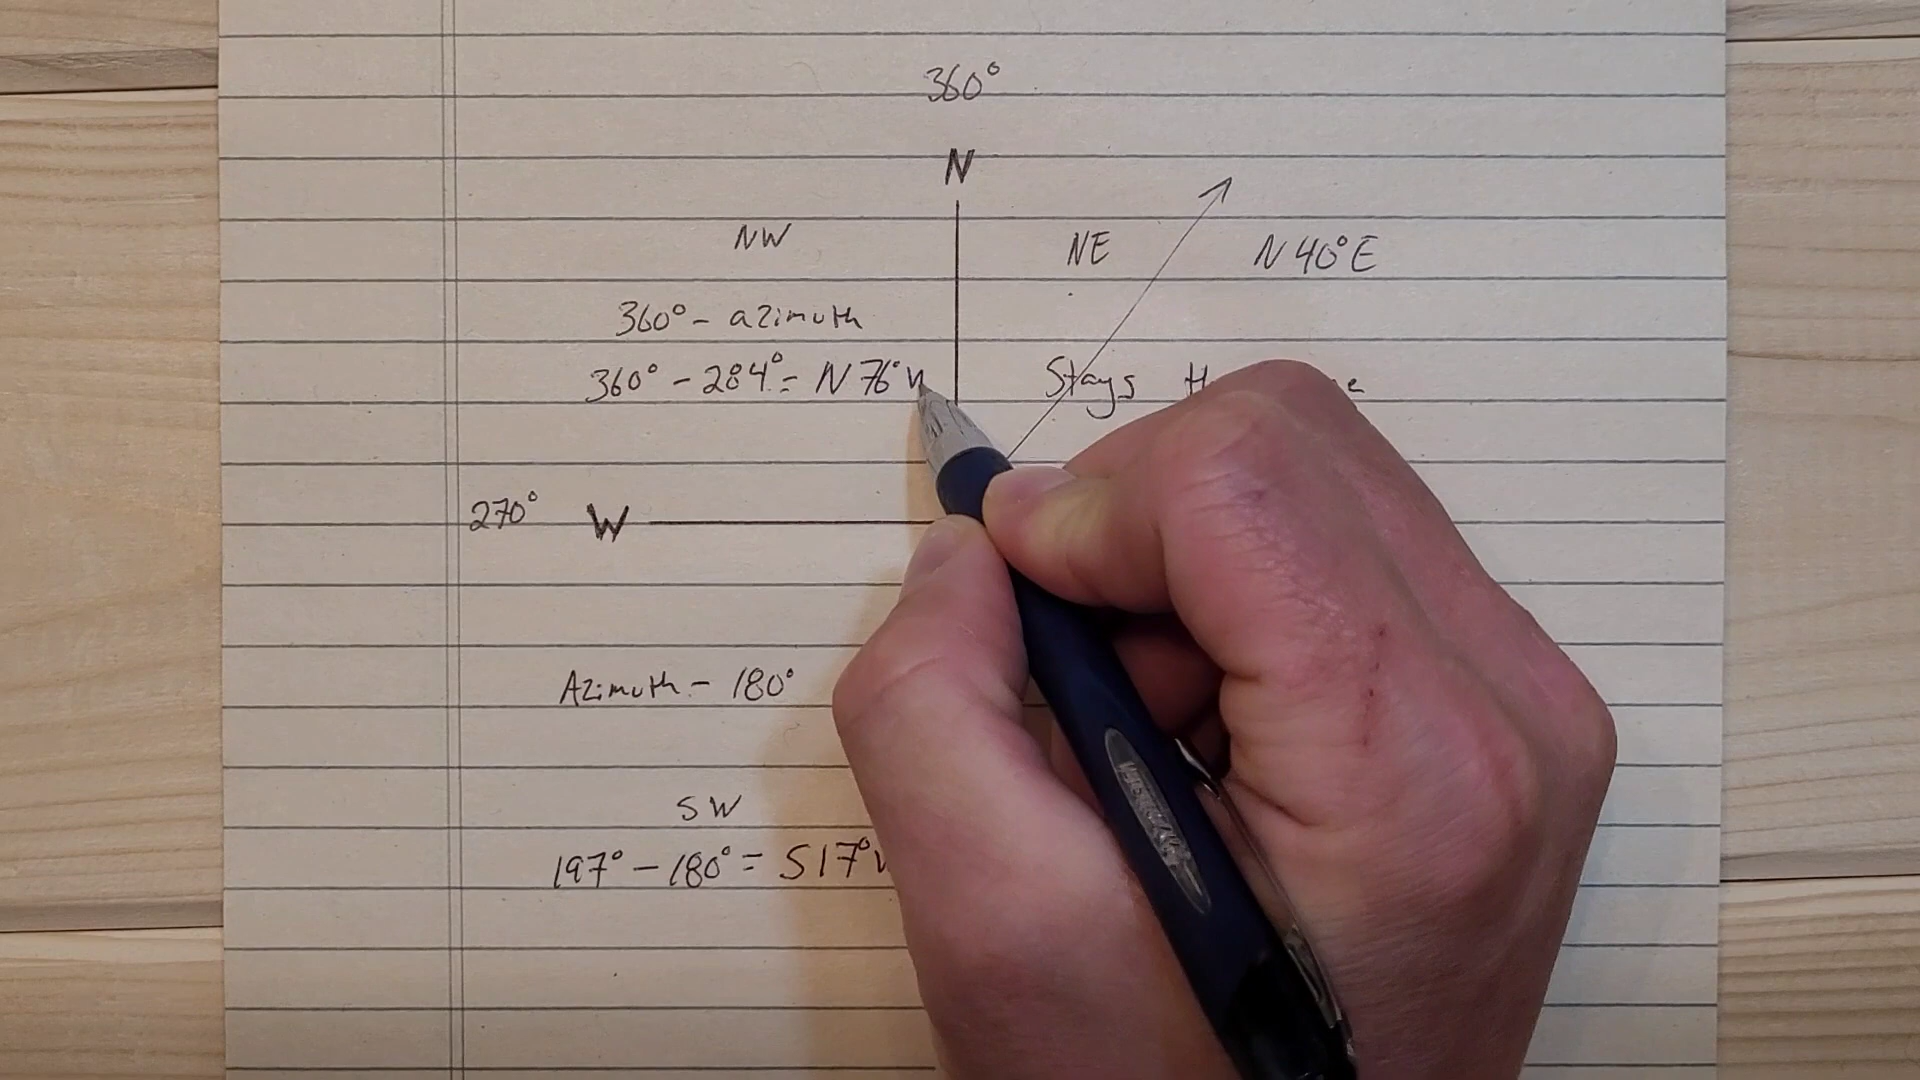 360°
N
NW NE N 40° E
360° - azimuth
360° - 284° = N 76° W
Stays
270° W
Azimuth - 180°
SW
197° - 180° = S 17°